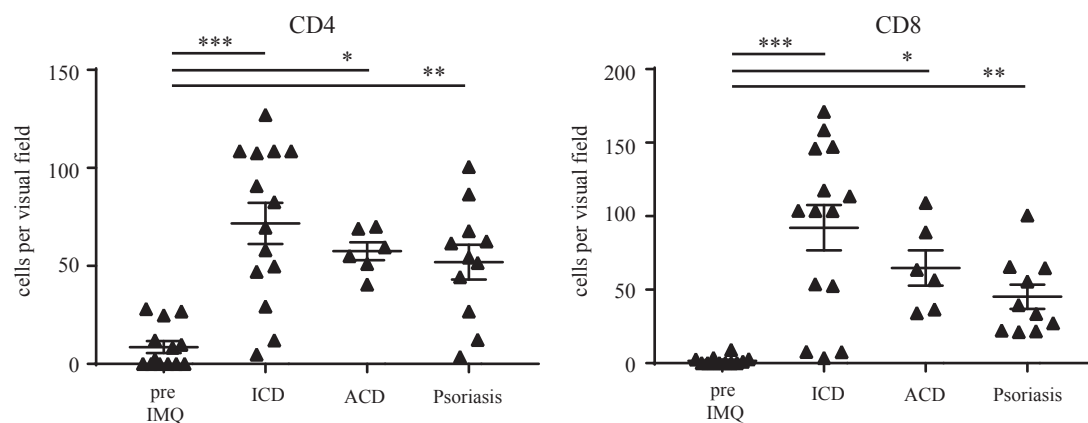 CD4
***
*
**
150
100
50
0
cells per visual field
pre
IMQ
ICD
ACD
Psoriasis
CD8
***
*
**
200
150
100
50
0
cells per visual field
pre
IMQ
ICD
ACD
Psoriasis